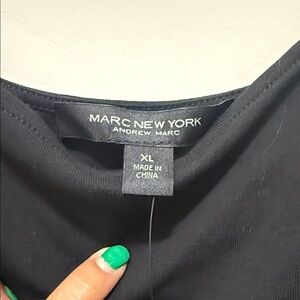 MARC NEW YORK
ANDREW MARC
XL
MADE IN
CHINA